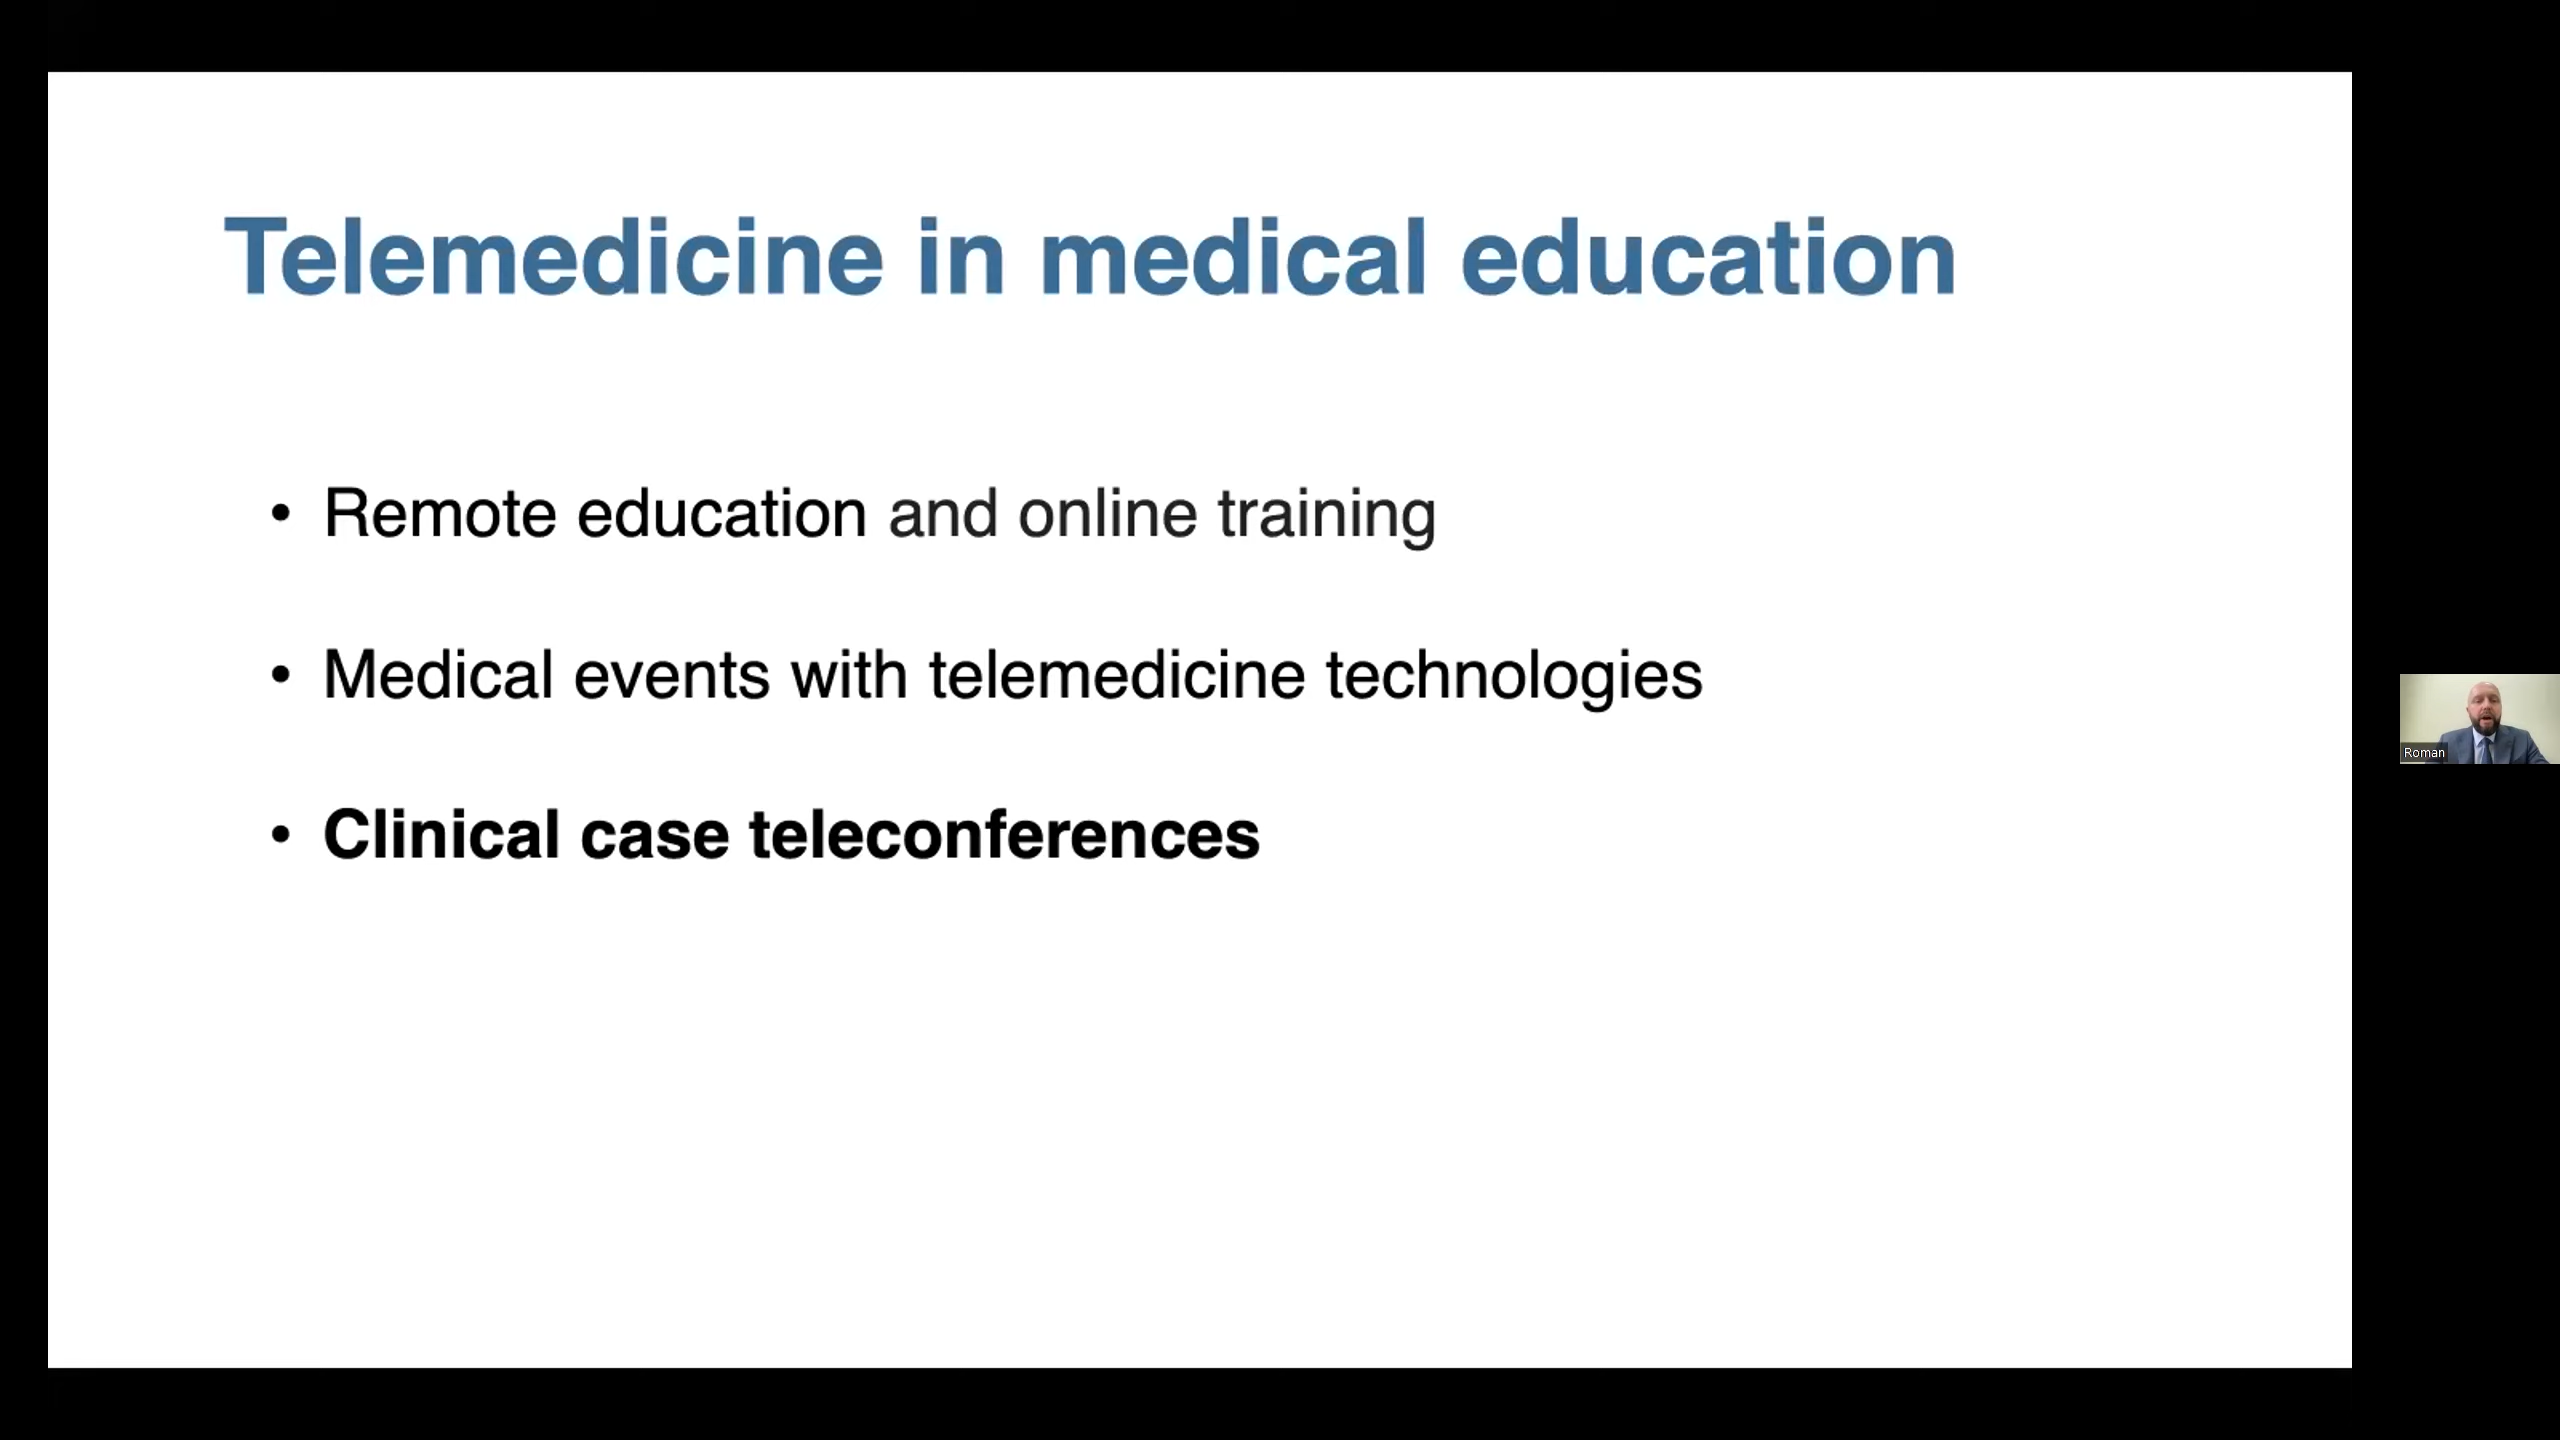 Telemedicine in medical education
• Remote education and online training
• Medical events with telemedicine technologies
• Clinical case teleconferences
Roman